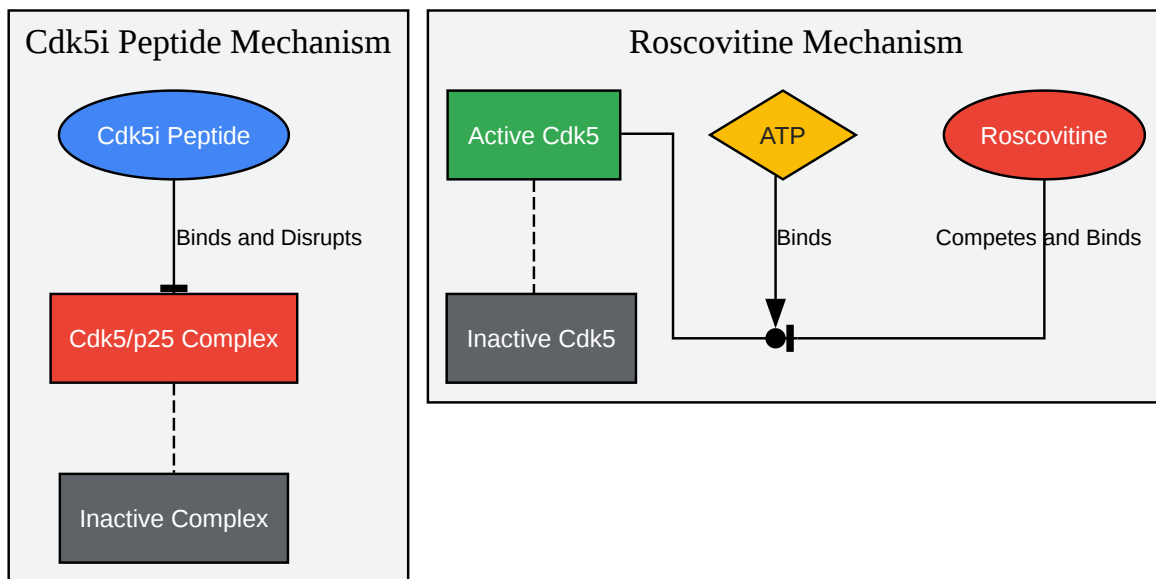 Cdk5i Peptide Mechanism
Cdk5i Peptide
Binds and Disrupts
Cdk5/p25 Complex
Inactive Complex
Roscovitine Mechanism
Active Cdk5
ATP
Roscovitine
Binds
Competes and Binds
Inactive Cdk5